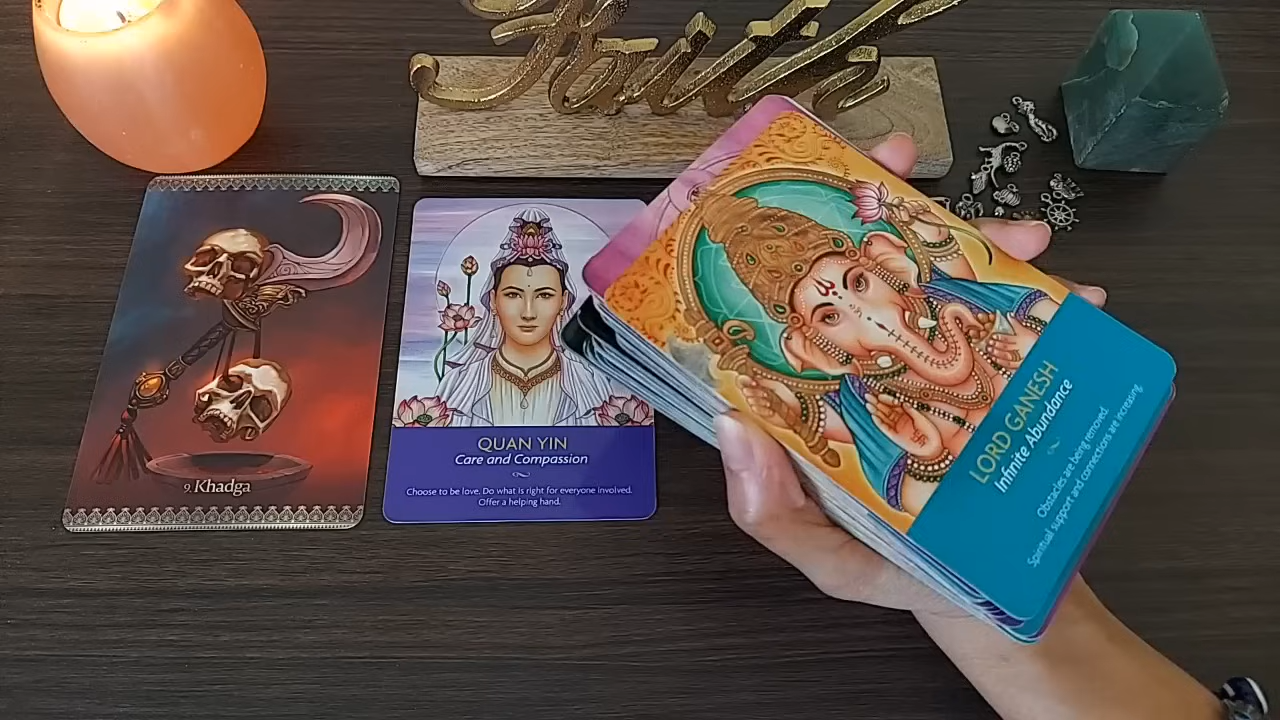 Faith
9. Khadga
QUAN YIN
Care and Compassion
Choose to be love. Do what is right for everyone involved.
Offer a helping hand.
LORD GANESH
Infinite Abundance
Obstacles are being removed.
Spiritual support and connections are increasing.